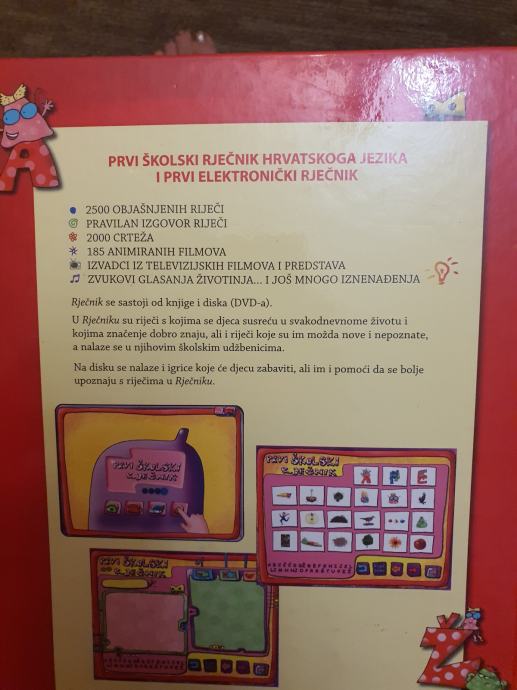 PRVI ŠKOLSKI RJEČNIK HRVATSKOGA JEZIKA
I PRVI ELEKTRONIČKI RJEČNIK
2500 OBJAŠNJENIH RIJEČI
PRAVILAN IZGOVOR RIJEČI
2000 CRTEŽA
185 ANIMIRANIH FILMOVA
IZVADCI IZ TELEVIZIJSKIH FILMOVA I PREDSTAVA
ZVUKOVI GLASANJA ŽIVOTINJA... I JOŠ MNOGO IZNENAĐENJA
Rječnik se sastoji od knjige i diska (DVD-a).
U Rječniku su riječi s kojima se djeca susreću u svakodnevnome životu i
kojima značenje dobro znaju, ali i riječi koje su im možda nove i nepoznate,
a nalaze se u njihovim školskim udžbenicima.
Na disku se nalaze i igrice koje će djecu zabaviti, ali im i pomoći da se bolje
upoznaju s riječima u Rječniku.
PRVI ŠKOLSKI
RJEČNIK
PRVI ŠKOLSKI
RJEČNIK
PRVI ŠKOLSKI
RJEČNIK
A
Ž